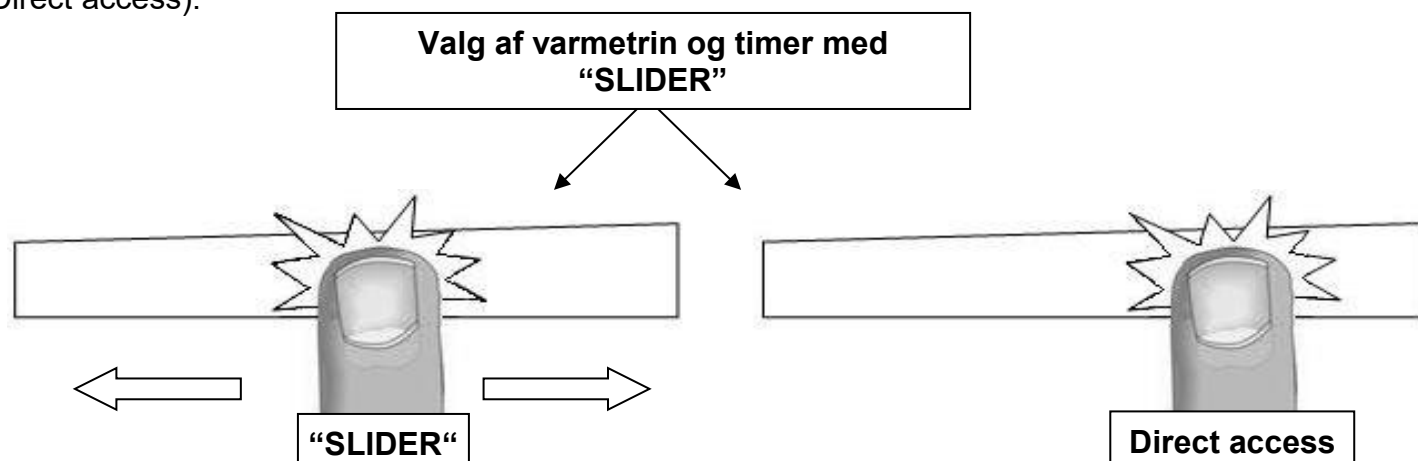 Direct access).
Valg af varmetrin og timer med
“SLIDER”
“SLIDER“
Direct access